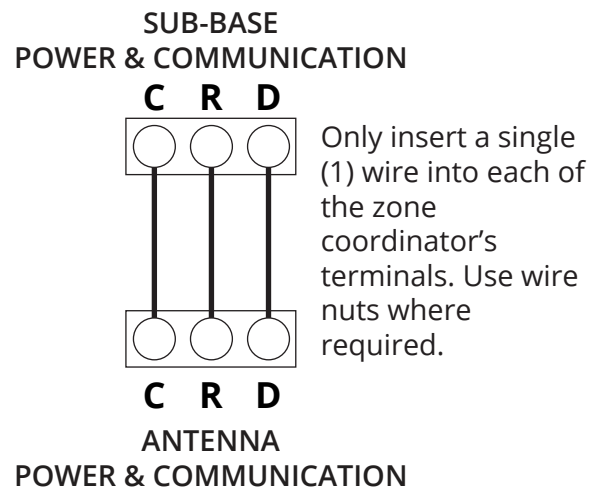 SUB-BASE
POWER & COMMUNICATION
C R D
Only insert a single
(1) wire into each of
the zone
coordinator’s
terminals. Use wire
nuts where
required.
C R D
ANTENNA
POWER & COMMUNICATION